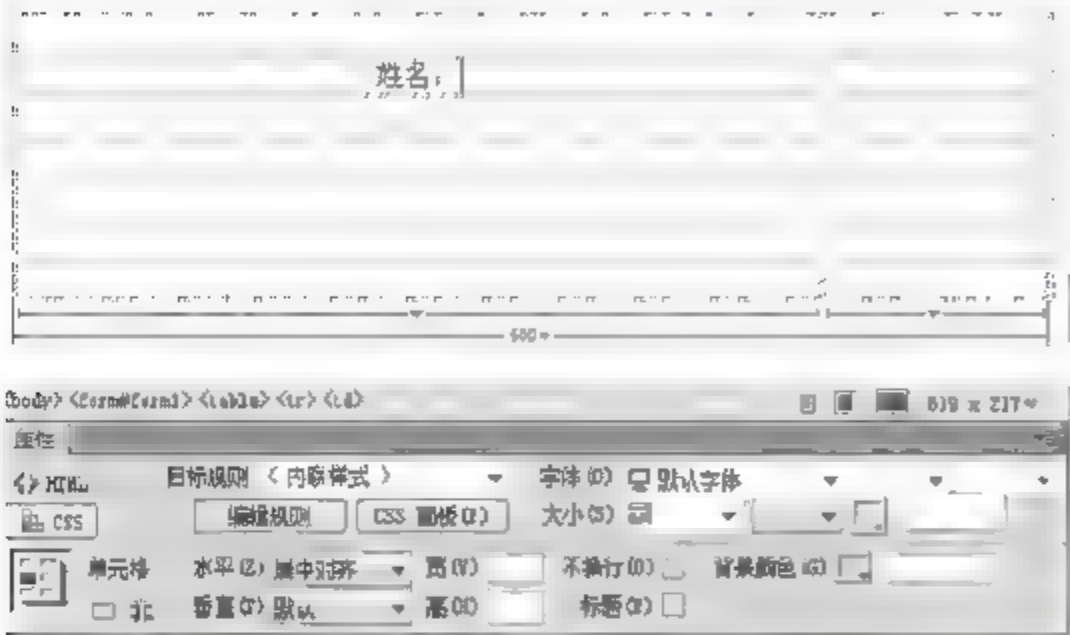 姓名:
600
<body> <form#form1> <table> <tr> <td>
619 x 217
属性
<> HTML 目标规则 < 内联样式 > 字体(O) 默认字体
CSS 编辑规则 CSS 面板(P) 大小(S)
单元格 水平(Z) 居中对齐 宽(W) 不换行(O) 背景颜色(G)
垂直(T) 默认 高(H) 标题(E)